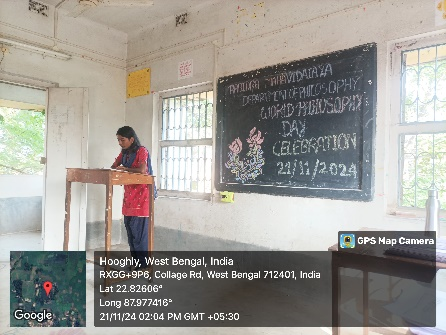 MAHAVIDALAYA
DEPARTMENT OF PHILOSOPHY
WORLD PHILOSOPHY
DAY
CELEBRATION
21/11/2024
GPS Map Camera
Hooghly, West Bengal, India
RXGG+9P6, Collage Rd, West Bengal 712401, India
Lat 22.82606°
Long 87.977416°
21/11/24 02:04 PM GMT +05:30
Google